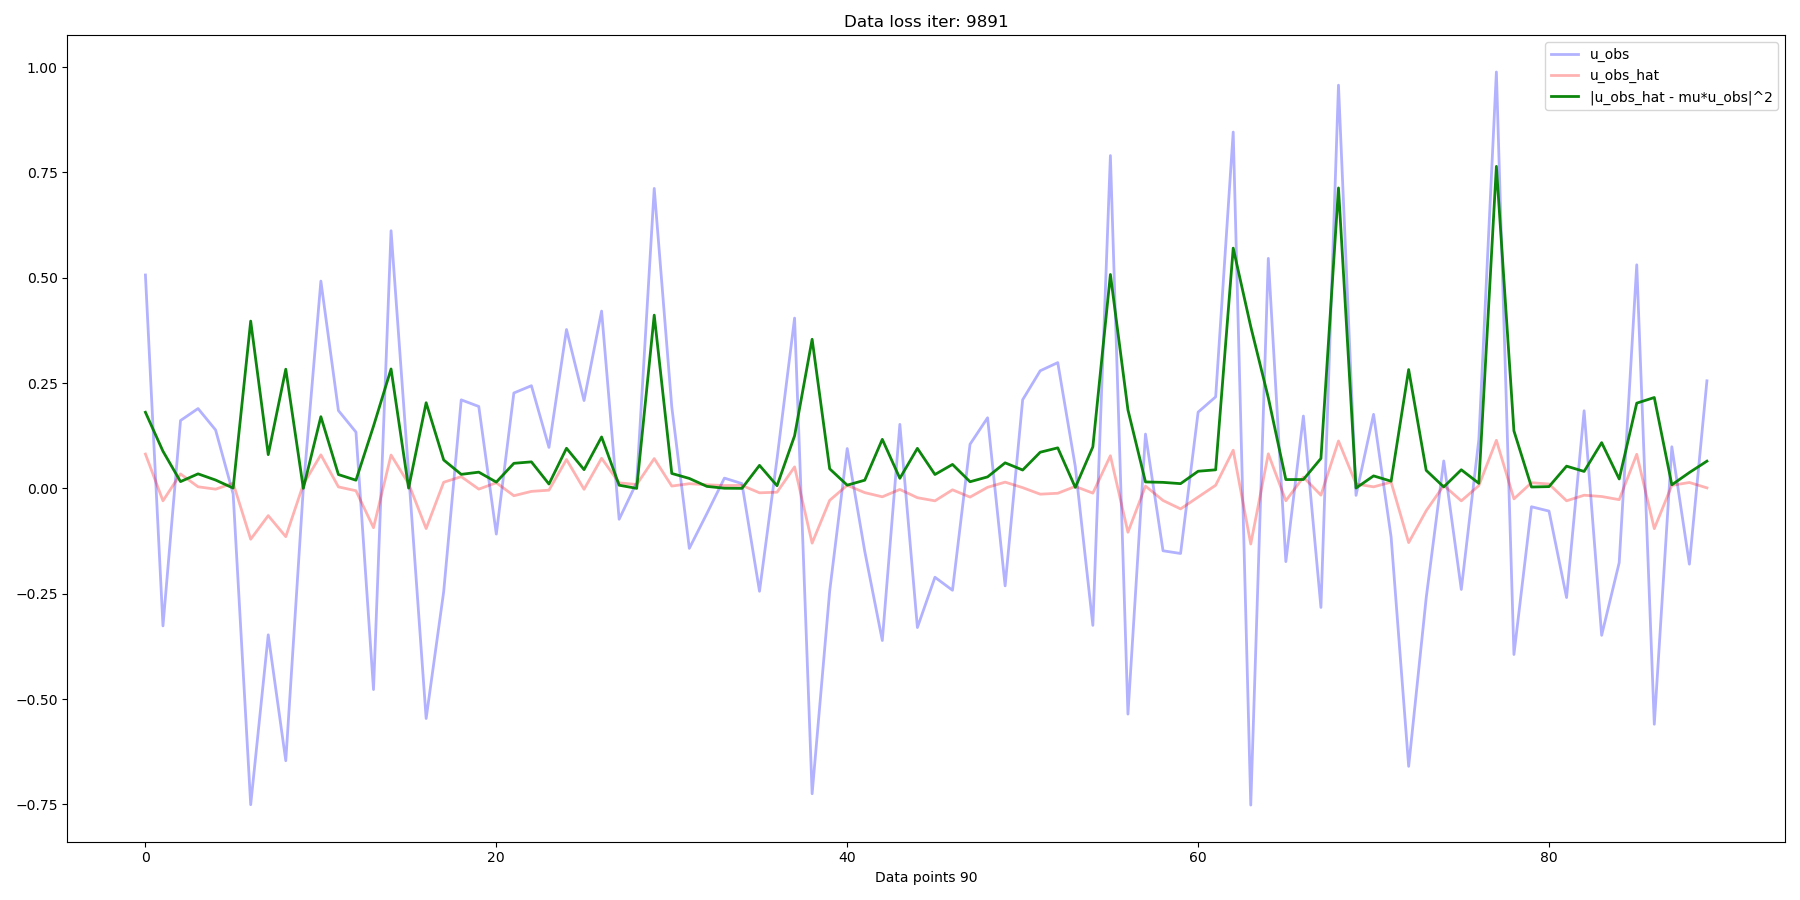 Data loss iter: 9891
u_obs
u_obs_hat
|u_obs_hat - mu*u_obs|^2
1.00
0.75
0.50
0.25
0.00
−0.25
−0.50
−0.75
0 20 40 60 80
Data points 90